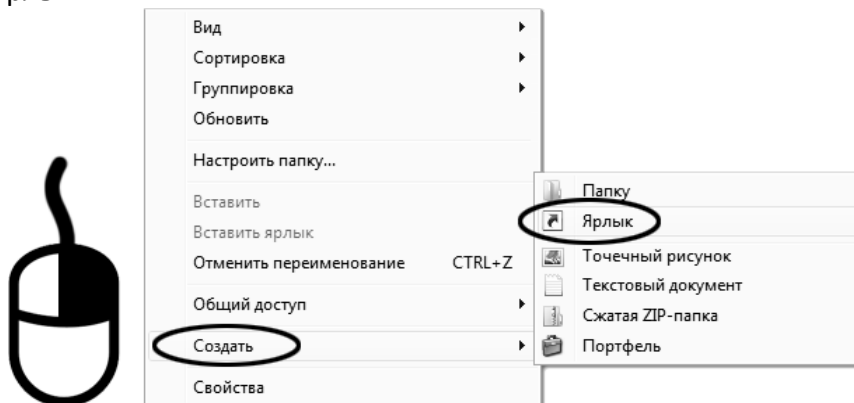 Вид
Сортировка
Группировка
Обновить
Настроить папку...
Вставить
Вставить ярлык
Отменить переименование CTRL+Z
Общий доступ
Создать
Свойства
Папку
Ярлык
Точечный рисунок
Текстовый документ
Сжатая ZIP-папка
Портфель